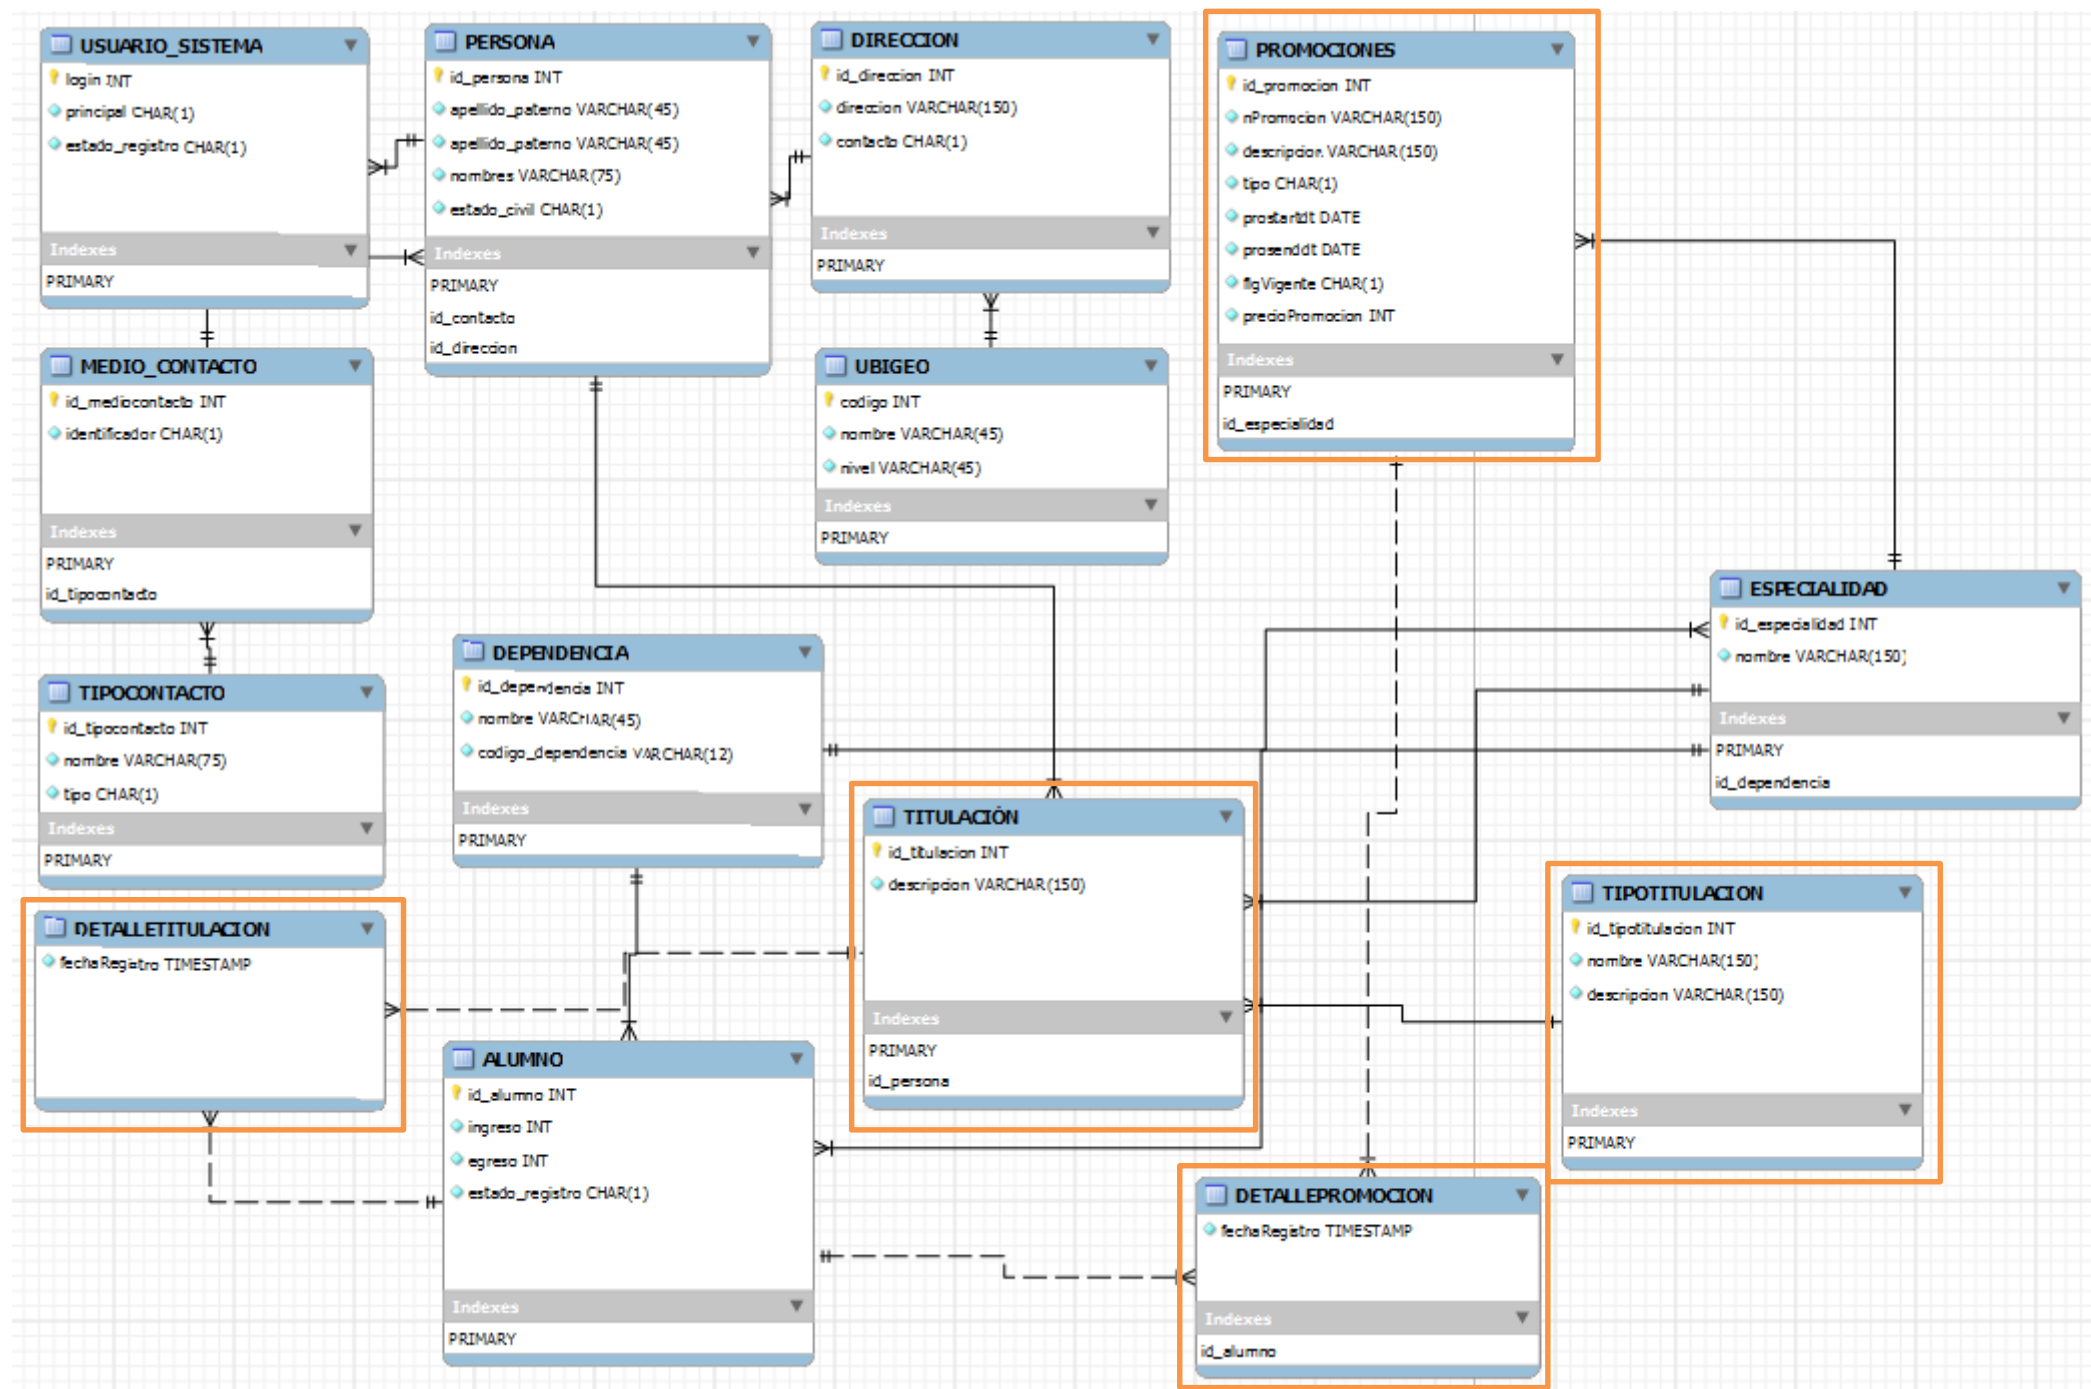 USUARIO_SISTEMA
login INT
principal CHAR(1)
estado_registro CHAR(1)
Indexes
PRIMARY
PERSONA
id_persona INT
apellido_paterno VARCHAR(45)
apellido_paterno VARCHAR(45)
nombres VARCHAR(75)
estado_civil CHAR(1)
Indexes
PRIMARY
id_contacto
id_direccion
DIRECCION
id_direccion INT
direccion VARCHAR(150)
contacto CHAR(1)
Indexes
PRIMARY
PROMOCIONES
id_promocion INT
nPromocion VARCHAR(150)
descripcion VARCHAR(150)
tipo CHAR(1)
prostartdt DATE
prosenddt DATE
flgVigente CHAR(1)
precioPromocion INT
Indexes
PRIMARY
id_especialidad
MEDIO_CONTACTO
id_mediocontacto INT
identificador CHAR(1)
Indexes
PRIMARY
id_tipocontacto
UBIGEO
codigo INT
nombre VARCHAR(45)
nivel VARCHAR(45)
Indexes
PRIMARY
ESPECIALIDAD
id_especialidad INT
nombre VARCHAR(150)
Indexes
PRIMARY
id_dependencia
TIPOCONTACTO
id_tipocontacto INT
nombre VARCHAR(75)
tipo CHAR(1)
Indexes
PRIMARY
DEPENDENCIA
id_dependencia INT
nombre VARCHAR(45)
codigo_dependencia VARCHAR(12)
Indexes
PRIMARY
TITULACIÓN
id_titulacion INT
descripcion VARCHAR(150)
Indexes
PRIMARY
id_persona
TIPOTITULACION
id_tipotitulacion INT
nombre VARCHAR(150)
descripcion VARCHAR(150)
Indexes
PRIMARY
DETALLETITULACION
fechaRegistro TIMESTAMP
ALUMNO
id_alumno INT
ingreso INT
egreso INT
estado_registro CHAR(1)
Indexes
PRIMARY
DETALLEPROMOCION
fechaRegistro TIMESTAMP
Indexes
id_alumno